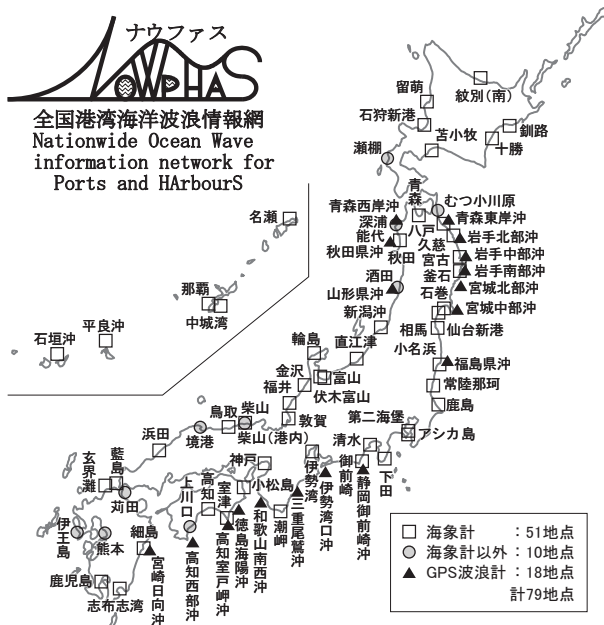 ナウファス
NOWPHAS
全国港湾海洋波浪情報網
Nationwide Ocean Wave
information network for
Ports and HArbourS
紋別(南)
留萌
石狩新港
苫小牧
釧路
十勝
瀬棚
青森
むつ小川原
青森西岸沖
青森東岸沖
深浦
八戸
岩手北部沖
能代
久慈
秋田県沖
秋田
宮古
岩手中部沖
釜石
岩手南部沖
酒田
宮城北部沖
山形県沖
石巻
宮城中部沖
新潟沖
相馬
仙台新港
名瀬
那覇
中城湾
平良沖
石垣沖
輪島
直江津
小名浜
福島県沖
金沢
富山
常陸那珂
福井
伏木富山
鹿島
鳥取
柴山
敦賀
第二海堡
アシカ島
浜田
境港
柴山(港内)
清水
神戸
伊勢湾
御前崎
下田
玄界灘
藍島
苅田
上川口
高知
室津
小松島
伊勢湾口沖
静岡御前崎沖
三重尾鷲沖
潮岬
和歌山南西沖
徳島海陽沖
高知室戸岬沖
高知西部沖
伊王島
熊本
細島
宮崎日向沖
鹿児島
志布志湾
海象計 :51地点
海象計以外 :10地点
GPS波浪計 :18地点
計79地点